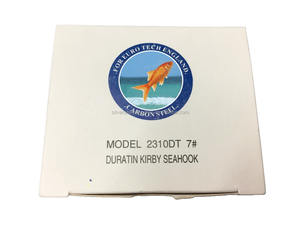 FOR EURO TECH ENGLAND
CARBON STEEL
MODEL 2310DT 7#
DURATIN KIRBY SEAHOOK